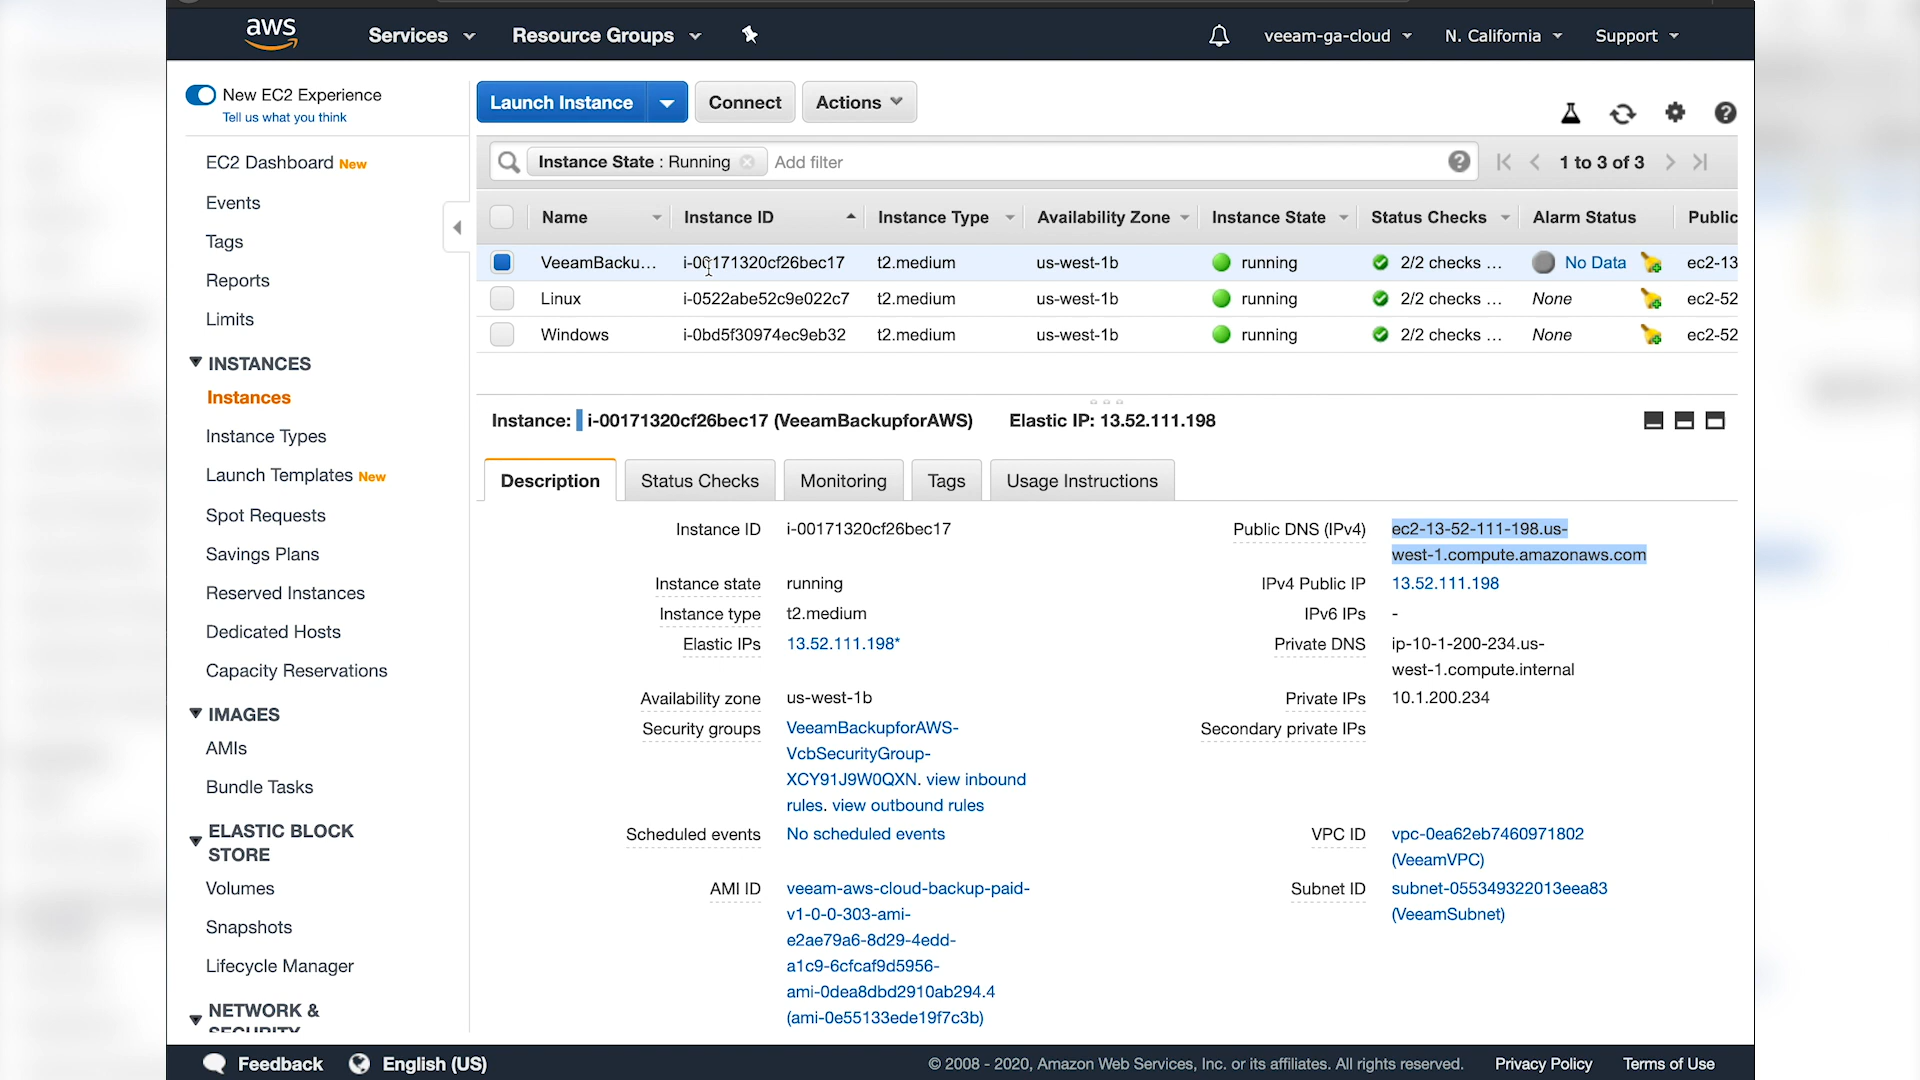 aws
Services
Resource Groups
veeam-ga-cloud
N. California
Support
New EC2 Experience
Tell us what you think
EC2 Dashboard New
Events
Tags
Reports
Limits
INSTANCES
Instances
Instance Types
Launch Templates New
Spot Requests
Savings Plans
Reserved Instances
Dedicated Hosts
Capacity Reservations
IMAGES
AMIs
Bundle Tasks
ELASTIC BLOCK
STORE
Volumes
Snapshots
Lifecycle Manager
NETWORK &
SECURITY
Launch Instance Connect Actions
Instance State : Running Add filter 1 to 3 of 3
Name Instance ID Instance Type Availability Zone Instance State Status Checks Alarm Status Public
VeeamBacku... i-00171320cf26bec17 t2.medium us-west-1b running 2/2 checks ... No Data ec2-13
Linux i-0522abe52c9e022c7 t2.medium us-west-1b running 2/2 checks ... None ec2-52
Windows i-0bd5f30974ec9eb32 t2.medium us-west-1b running 2/2 checks ... None ec2-52
Instance: i-00171320cf26bec17 (VeeamBackupforAWS) Elastic IP: 13.52.111.198
Description Status Checks Monitoring Tags Usage Instructions
Instance ID i-00171320cf26bec17
Instance state running
Instance type t2.medium
Elastic IPs 13.52.111.198*
Availability zone us-west-1b
Security groups VeeamBackupforAWS-
VcbSecurityGroup-
XCY91J9W0QXN. view inbound
rules. view outbound rules
Scheduled events No scheduled events
AMI ID veeam-aws-cloud-backup-paid-
v1-0-0-303-ami-
e2ae79a6-8d29-4edd-
a1c9-6cfcaf9d5956-
ami-0dea8dbd2910ab294.4
(ami-0e55133ede19f7c3b)
Public DNS (IPv4) ec2-13-52-111-198.us-
west-1.compute.amazonaws.com
IPv4 Public IP 13.52.111.198
IPv6 IPs -
Private DNS ip-10-1-200-234.us-
west-1.compute.internal
Private IPs 10.1.200.234
Secondary private IPs
VPC ID vpc-0ea62eb7460971802
(VeeamVPC)
Subnet ID subnet-055349322013eea83
(VeeamSubnet)
Feedback English (US)
© 2008 - 2020, Amazon Web Services, Inc. or its affiliates. All rights reserved. Privacy Policy Terms of Use